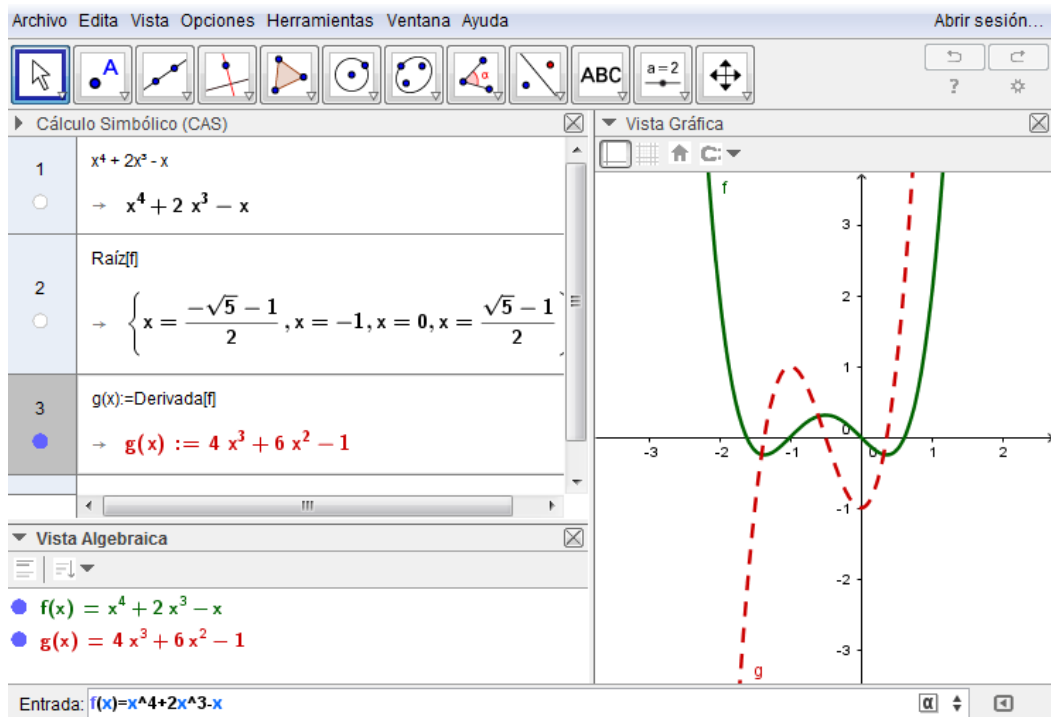 Archivo Edita Vista Opciones Herramientas Ventana Ayuda Abrir sesión...
A α ABC a = 2 ?
Cálculo Simbólico (CAS)
1
x⁴ + 2x³ - x
→ x⁴ + 2 x³ − x
2
Raíz[f]
→ {x = (−√5 − 1)/2 , x = −1, x = 0, x = (√5 − 1)/2}
3
g(x):=Derivada[f]
→ g(x) := 4 x³ + 6 x² − 1
Vista Algebraica
f(x) = x⁴ + 2 x³ − x
g(x) = 4 x³ + 6 x² − 1
Vista Gráfica
f
3
2
1
0
-3 -2 -1 0 1 2
-1
-2
-3
g
Entrada: f(x)=x^4+2x^3-x α